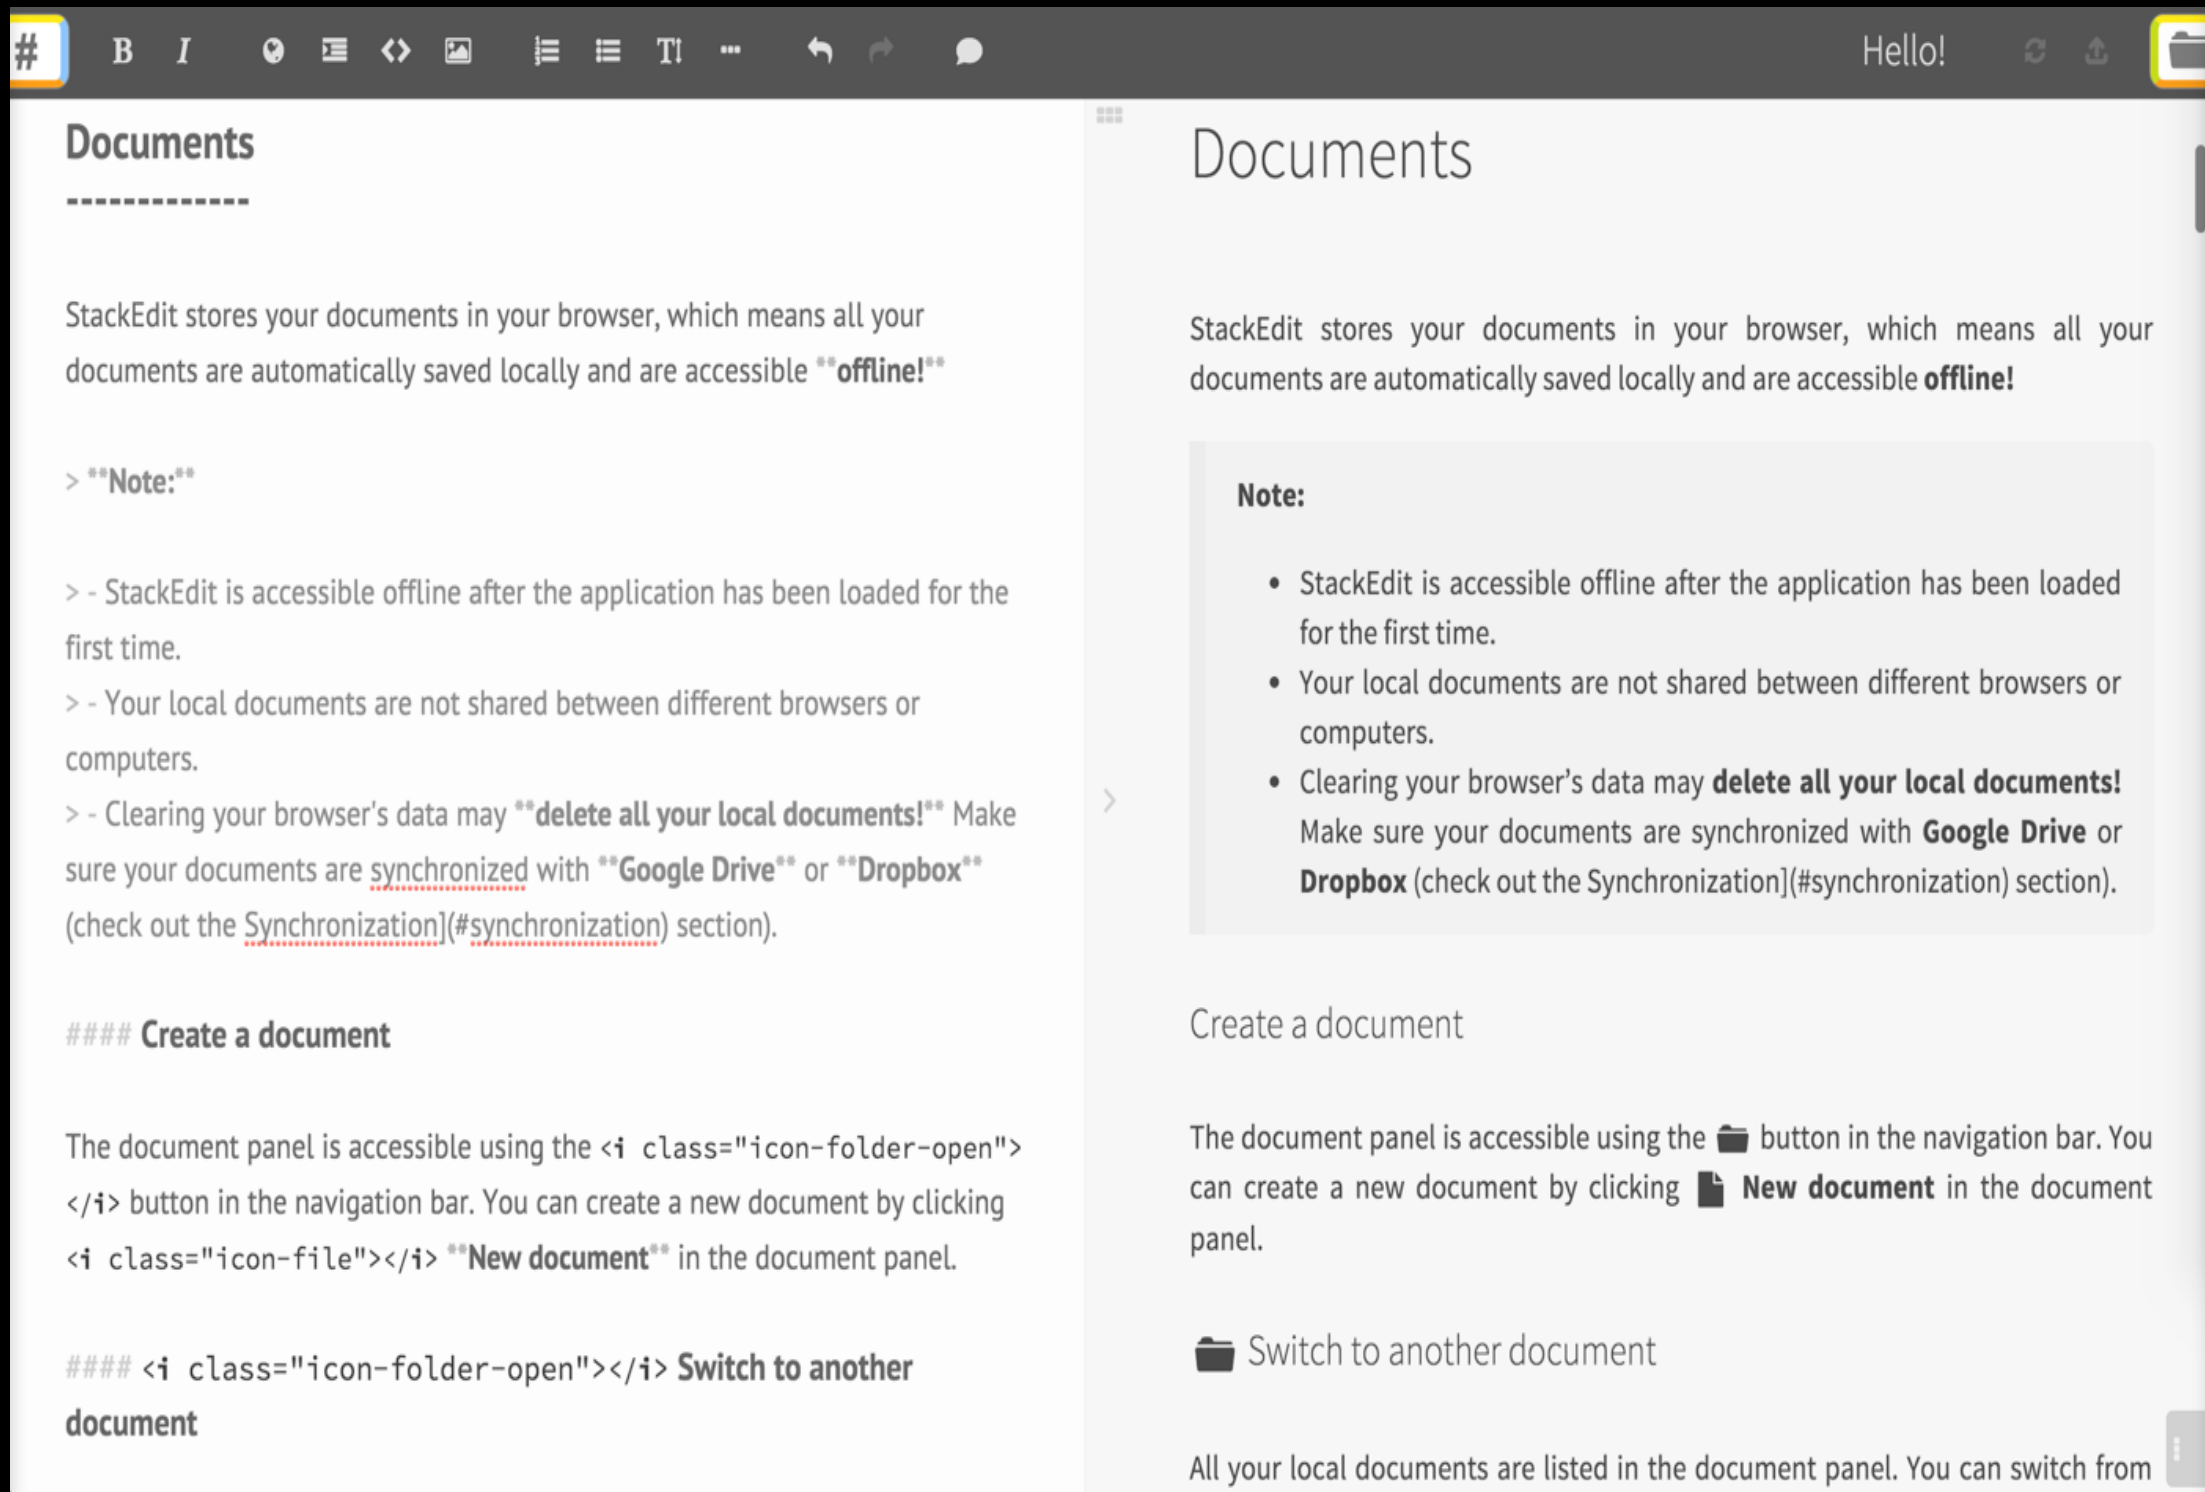 #
B I
Hello!
Documents
-------------
StackEdit stores your documents in your browser, which means all your
documents are automatically saved locally and are accessible **offline!**
> **Note:**
> - StackEdit is accessible offline after the application has been loaded for the
first time.
> - Your local documents are not shared between different browsers or
computers.
> - Clearing your browser's data may **delete all your local documents!** Make
sure your documents are synchronized with **Google Drive** or **Dropbox**
(check out the Synchronization](#synchronization) section).
#### Create a document
The document panel is accessible using the <i class="icon-folder-open">
</i> button in the navigation bar. You can create a new document by clicking
<i class="icon-file"></i> **New document** in the document panel.
#### <i class="icon-folder-open"></i> Switch to another
document
Documents
StackEdit stores your documents in your browser, which means all your
documents are automatically saved locally and are accessible offline!
Note:
• StackEdit is accessible offline after the application has been loaded
for the first time.
• Your local documents are not shared between different browsers or
computers.
• Clearing your browser’s data may delete all your local documents!
Make sure your documents are synchronized with Google Drive or
Dropbox (check out the Synchronization](#synchronization) section).
Create a document
The document panel is accessible using the button in the navigation bar. You
can create a new document by clicking New document in the document
panel.
Switch to another document
All your local documents are listed in the document panel. You can switch from